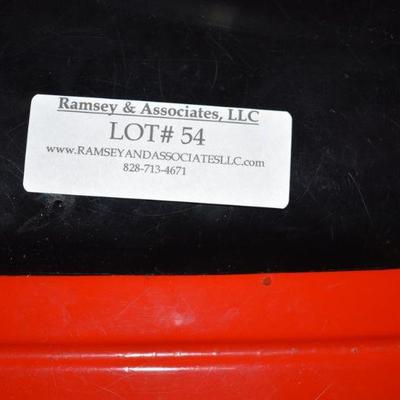 Ramsey & Associates, LLC
LOT# 54
www.RAMSEYANDASSOCIATESLLC.com
828-713-4671